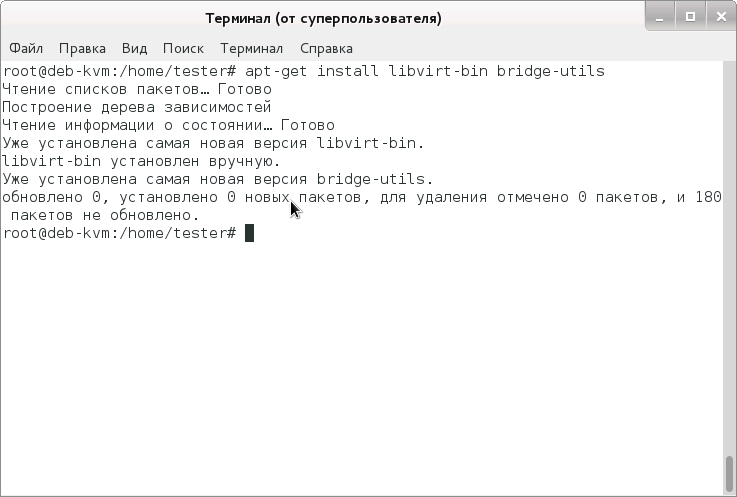 Терминал (от суперпользователя)
Файл Правка Вид Поиск Терминал Справка
root@deb-kvm:/home/tester# apt-get install libvirt-bin bridge-utils
Чтение списков пакетов… Готово
Построение дерева зависимостей
Чтение информации о состоянии… Готово
Уже установлена самая новая версия libvirt-bin.
libvirt-bin установлен вручную.
Уже установлена самая новая версия bridge-utils.
обновлено 0, установлено 0 новых пакетов, для удаления отмечено 0 пакетов, и 180
пакетов не обновлено.
root@deb-kvm:/home/tester#